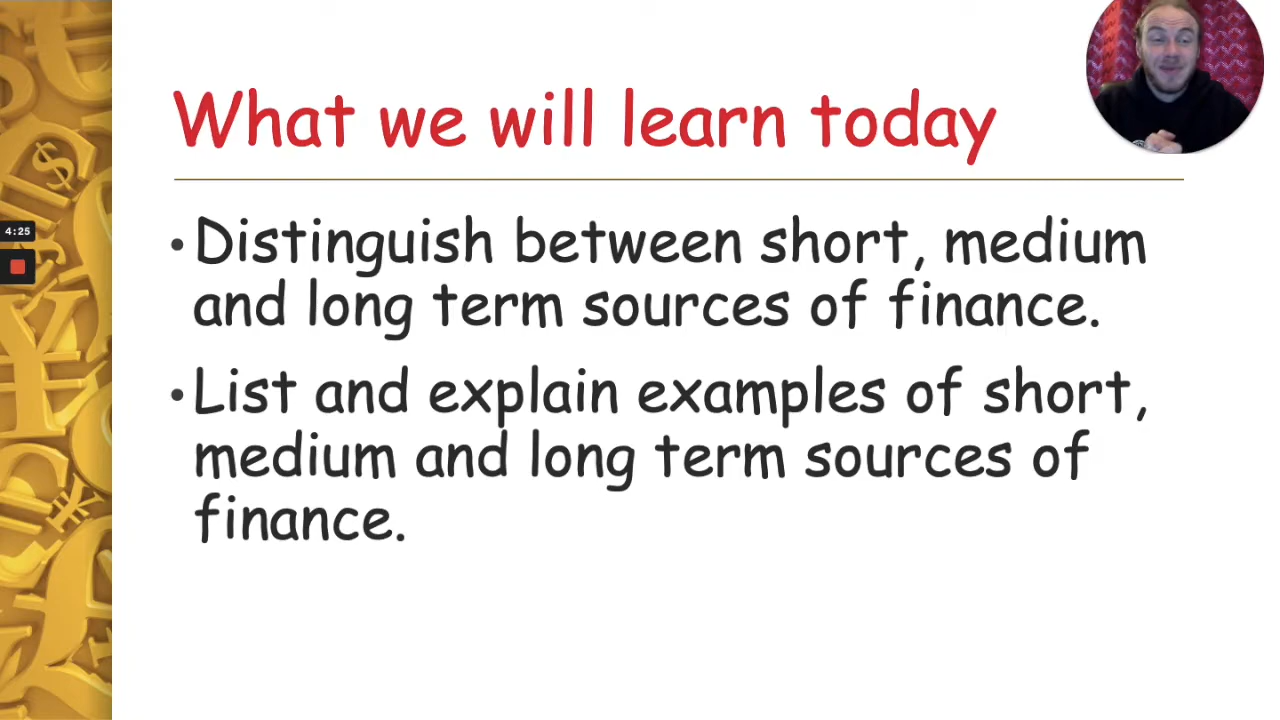 What we will learn today
• Distinguish between short, medium
and long term sources of finance.
• List and explain examples of short,
medium and long term sources of
finance.
4:25